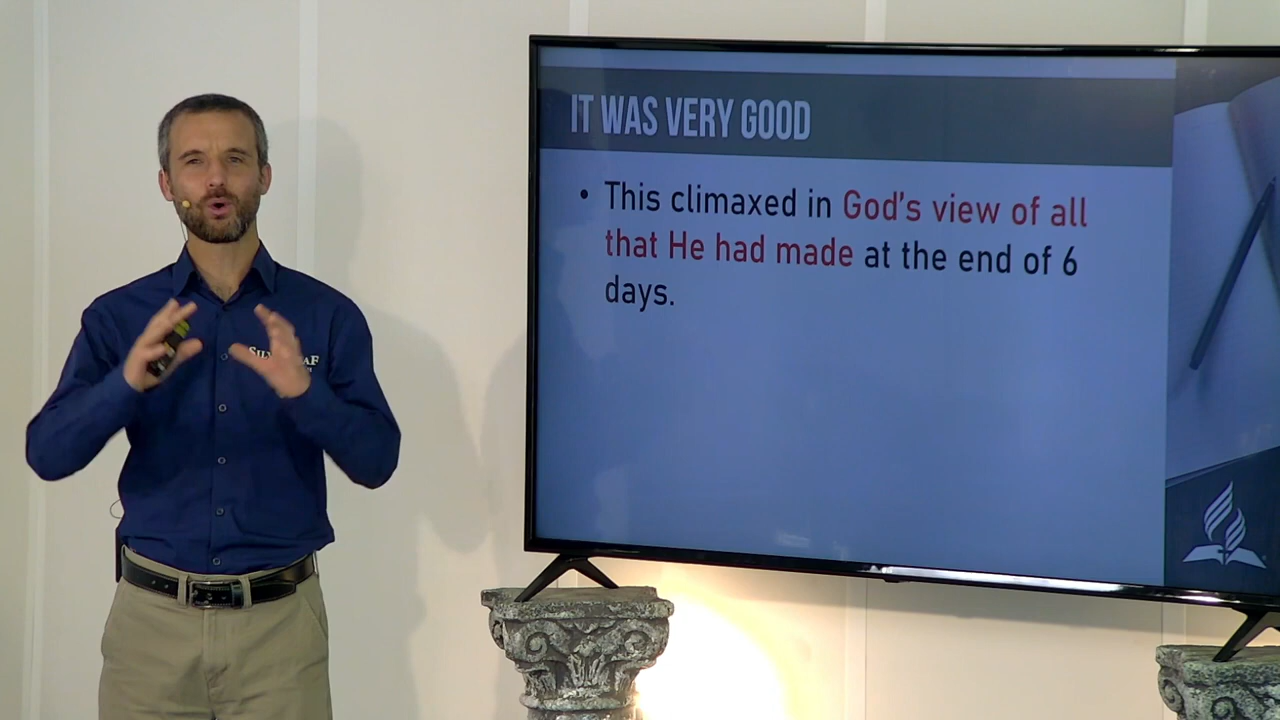 IT WAS VERY GOOD
• This climaxed in God's view of all
that He had made at the end of 6
days.